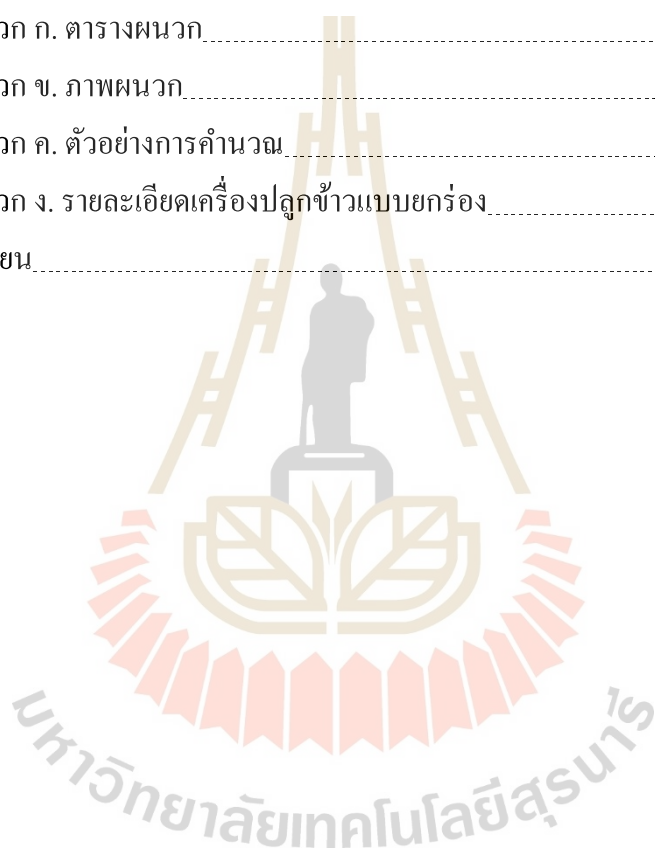 วก ก. ตารางผนวก
วก ข. ภาพผนวก
วก ค. ตัวอย่างการคำนวณ
วก ง. รายละเอียดเครื่องปลูกข้าวแบบยกร่อง
ยน
มหาวิทยาลัยเทคโนโลยีสุรนารี